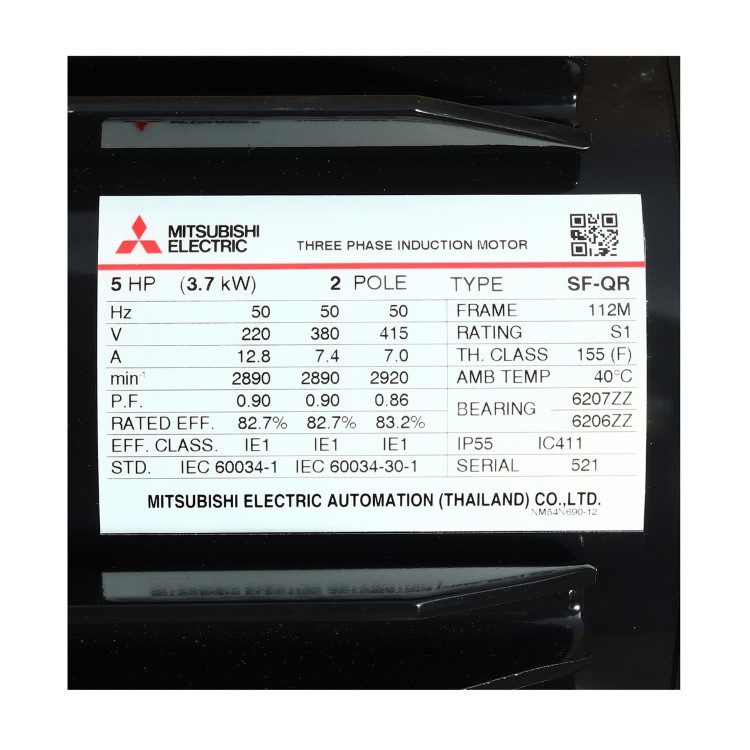 MITSUBISHI
ELECTRIC
THREE PHASE INDUCTION MOTOR
5 HP (3.7 kW) 2 POLE TYPE SF-QR
Hz 50 50 50 FRAME 112M
V 220 380 415 RATING S1
A 12.8 7.4 7.0 TH. CLASS 155 (F)
min⁻¹ 2890 2890 2920 AMB TEMP 40°C
P.F. 0.90 0.90 0.86 BEARING 6207ZZ
RATED EFF. 82.7% 82.7% 83.2% 6206ZZ
EFF. CLASS. IE1 IE1 IE1 IP55 IC411
STD. IEC 60034-1 IEC 60034-30-1 SERIAL 521
MITSUBISHI ELECTRIC AUTOMATION (THAILAND) CO.,LTD.
NM54N690-12